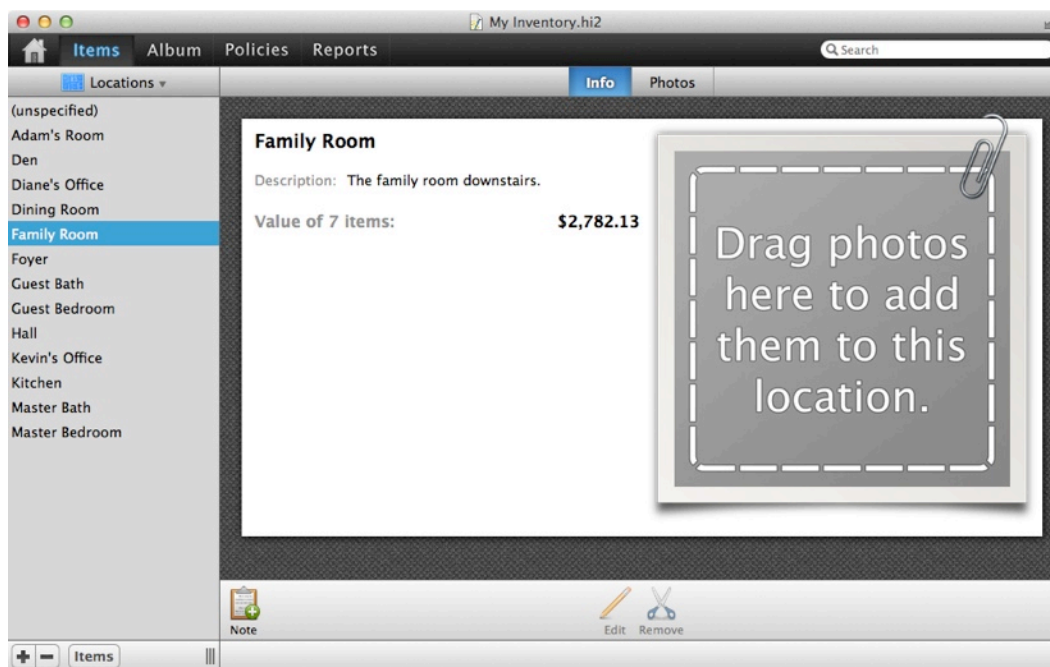 My Inventory.hi2
Items Album Policies Reports Search
Locations
Info Photos
(unspecified)
Adam's Room
Den
Diane's Office
Dining Room
Family Room
Foyer
Guest Bath
Guest Bedroom
Hall
Kevin's Office
Kitchen
Master Bath
Master Bedroom
Family Room
Description: The family room downstairs.
Value of 7 items: $2,782.13
Drag photos
here to add
them to this
location.
Note Edit Remove
Items